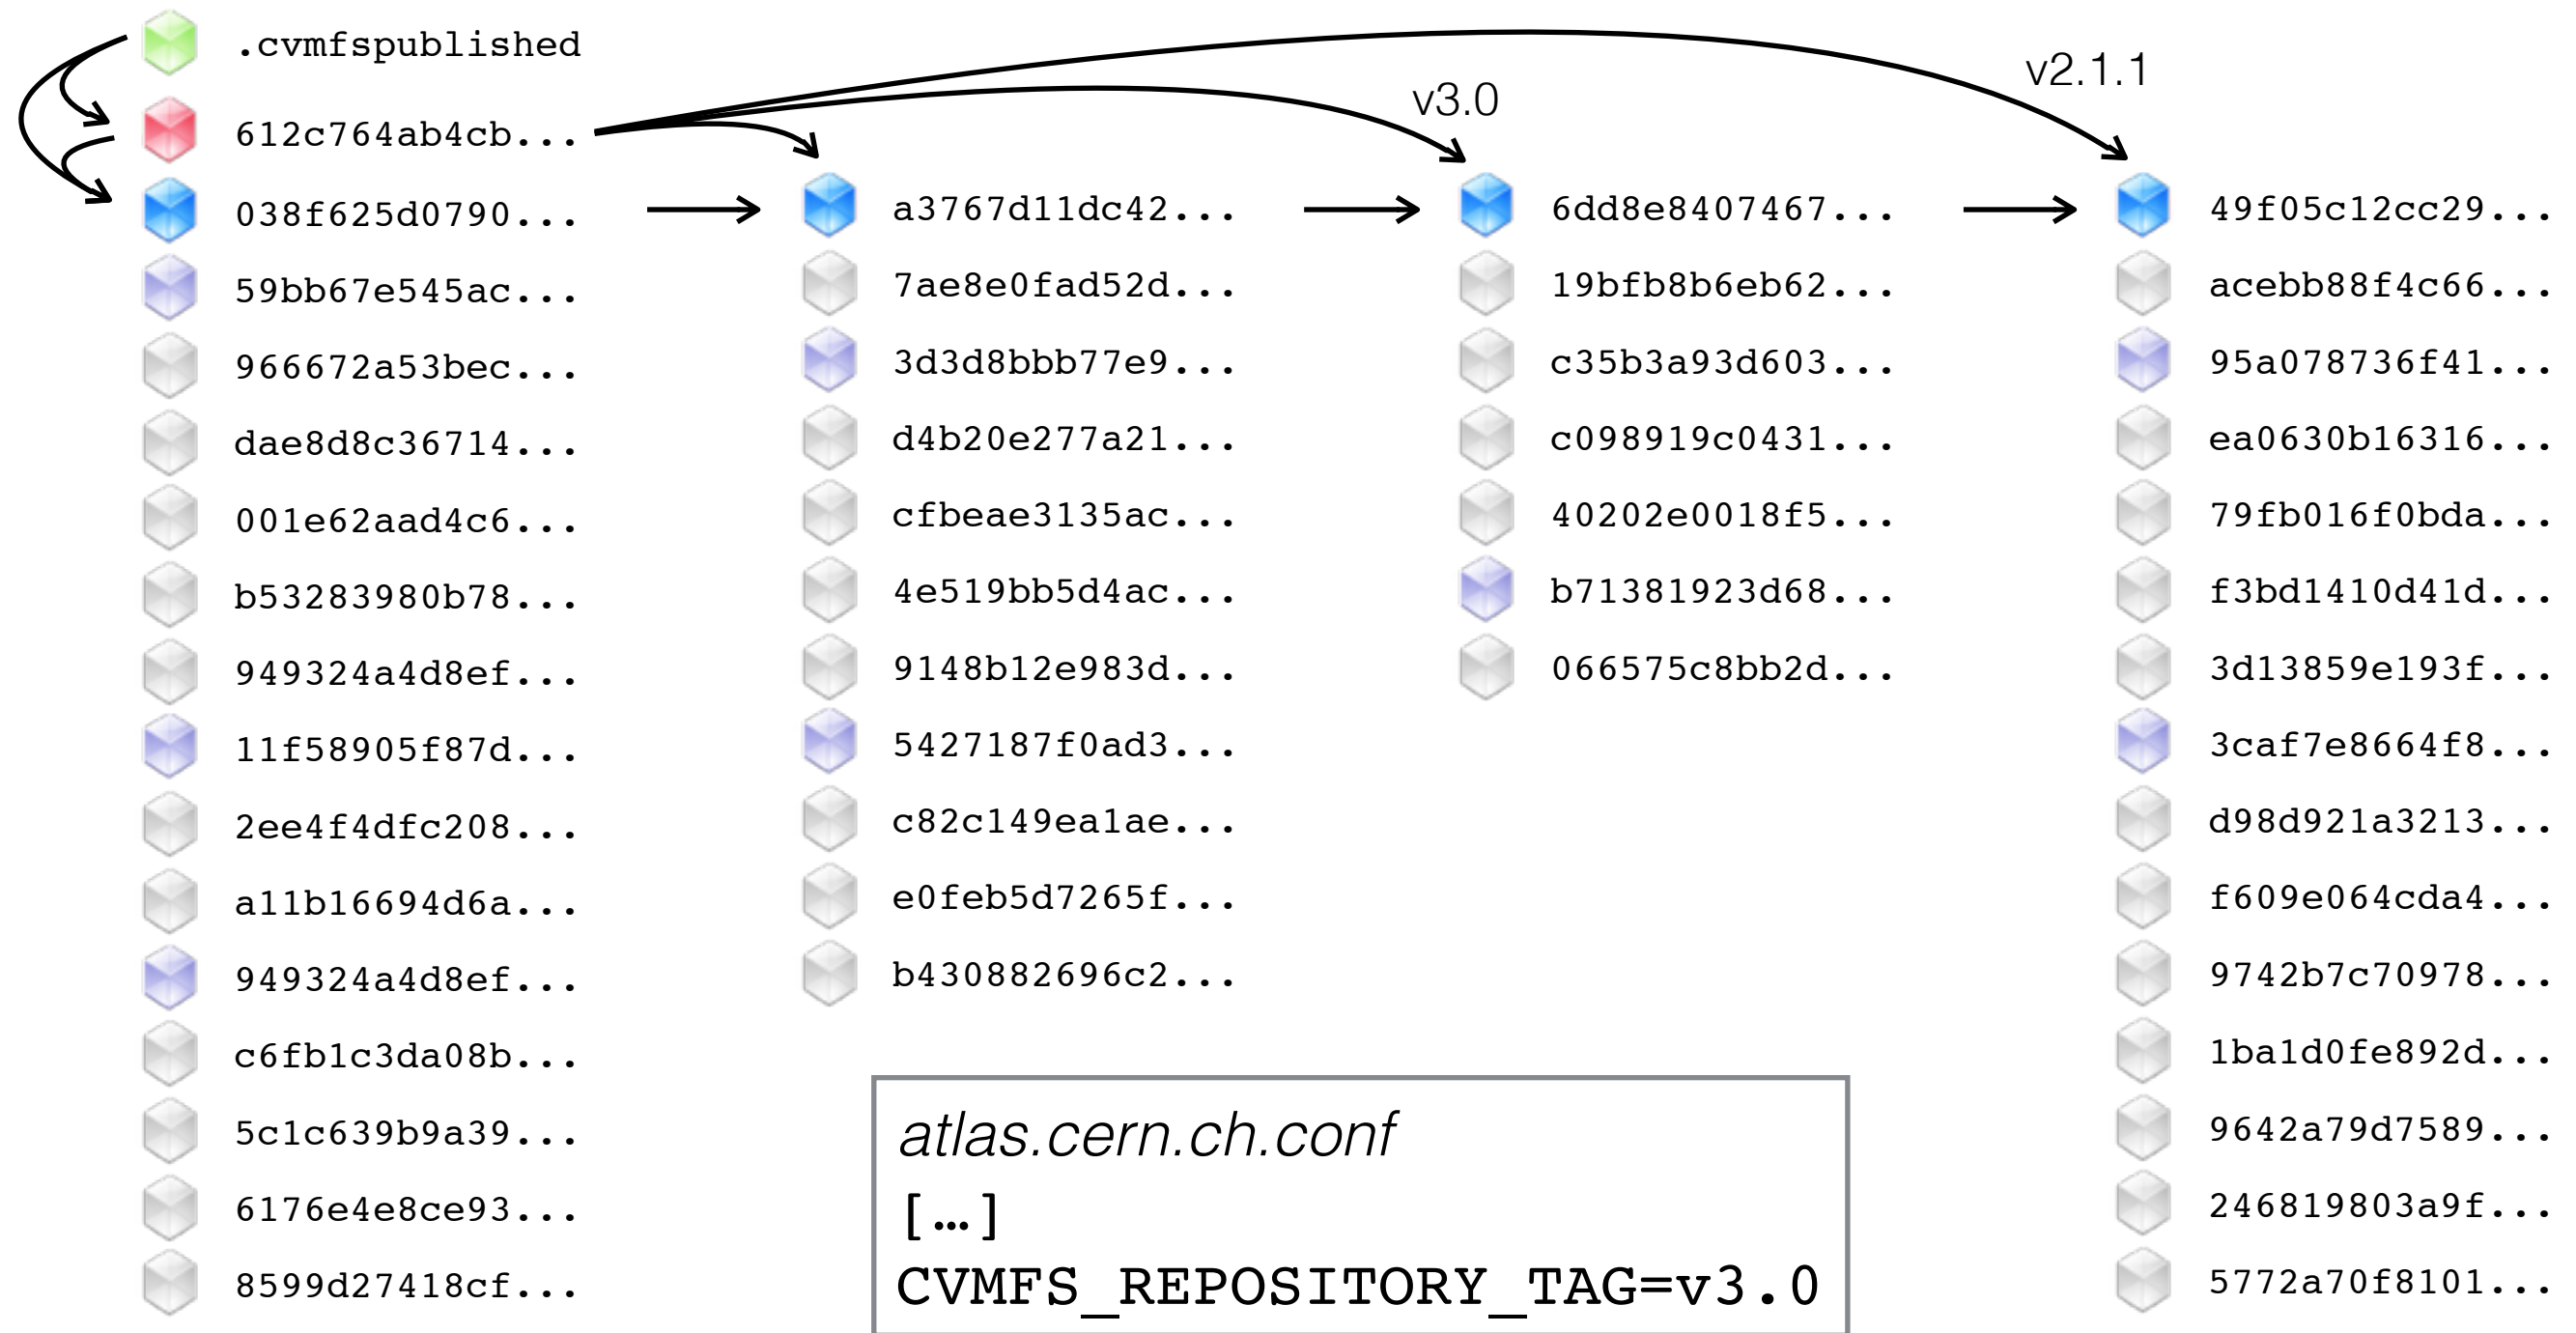 .cvmfspublished
612c764ab4cb...
038f625d0790...
59bb67e545ac...
966672a53bec...
dae8d8c36714...
001e62aad4c6...
b53283980b78...
949324a4d8ef...
11f58905f87d...
2ee4f4dfc208...
a11b16694d6a...
949324a4d8ef...
c6fb1c3da08b...
5c1c639b9a39...
6176e4e8ce93...
8599d27418cf...
a3767d11dc42...
7ae8e0fad52d...
3d3d8bbb77e9...
d4b20e277a21...
cfbeae3135ac...
4e519bb5d4ac...
9148b12e983d...
5427187f0ad3...
c82c149ea1ae...
e0feb5d7265f...
b430882696c2...
v3.0
6dd8e8407467...
19bfb8b6eb62...
c35b3a93d603...
c098919c0431...
40202e0018f5...
b71381923d68...
066575c8bb2d...
v2.1.1
49f05c12cc29...
acebb88f4c66...
95a078736f41...
ea0630b16316...
79fb016f0bda...
f3bd1410d41d...
3d13859e193f...
3caf7e8664f8...
d98d921a3213...
f609e064cda4...
9742b7c70978...
1ba1d0fe892d...
9642a79d7589...
246819803a9f...
5772a70f8101...
atlas.cern.ch.conf
[…]
CVMFS_REPOSITORY_TAG=v3.0